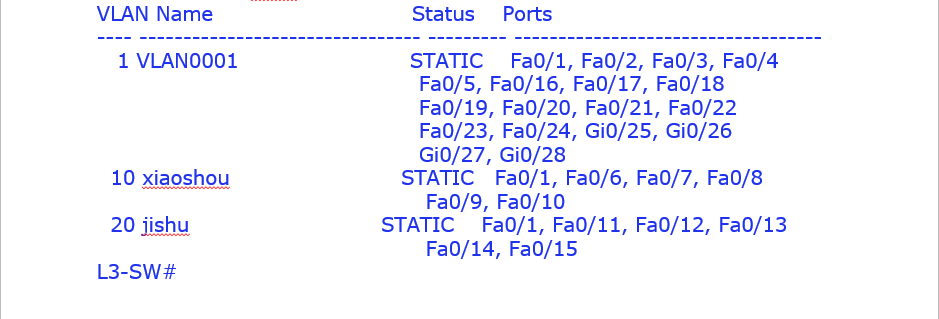 VLAN Name Status Ports
---- -------------------------------- --------- -----------------------------------
1 VLAN0001 STATIC Fa0/1, Fa0/2, Fa0/3, Fa0/4
Fa0/5, Fa0/16, Fa0/17, Fa0/18
Fa0/19, Fa0/20, Fa0/21, Fa0/22
Fa0/23, Fa0/24, Gi0/25, Gi0/26
Gi0/27, Gi0/28
10 xiaoshou STATIC Fa0/1, Fa0/6, Fa0/7, Fa0/8
Fa0/9, Fa0/10
20 jishu STATIC Fa0/1, Fa0/11, Fa0/12, Fa0/13
Fa0/14, Fa0/15
L3-SW#